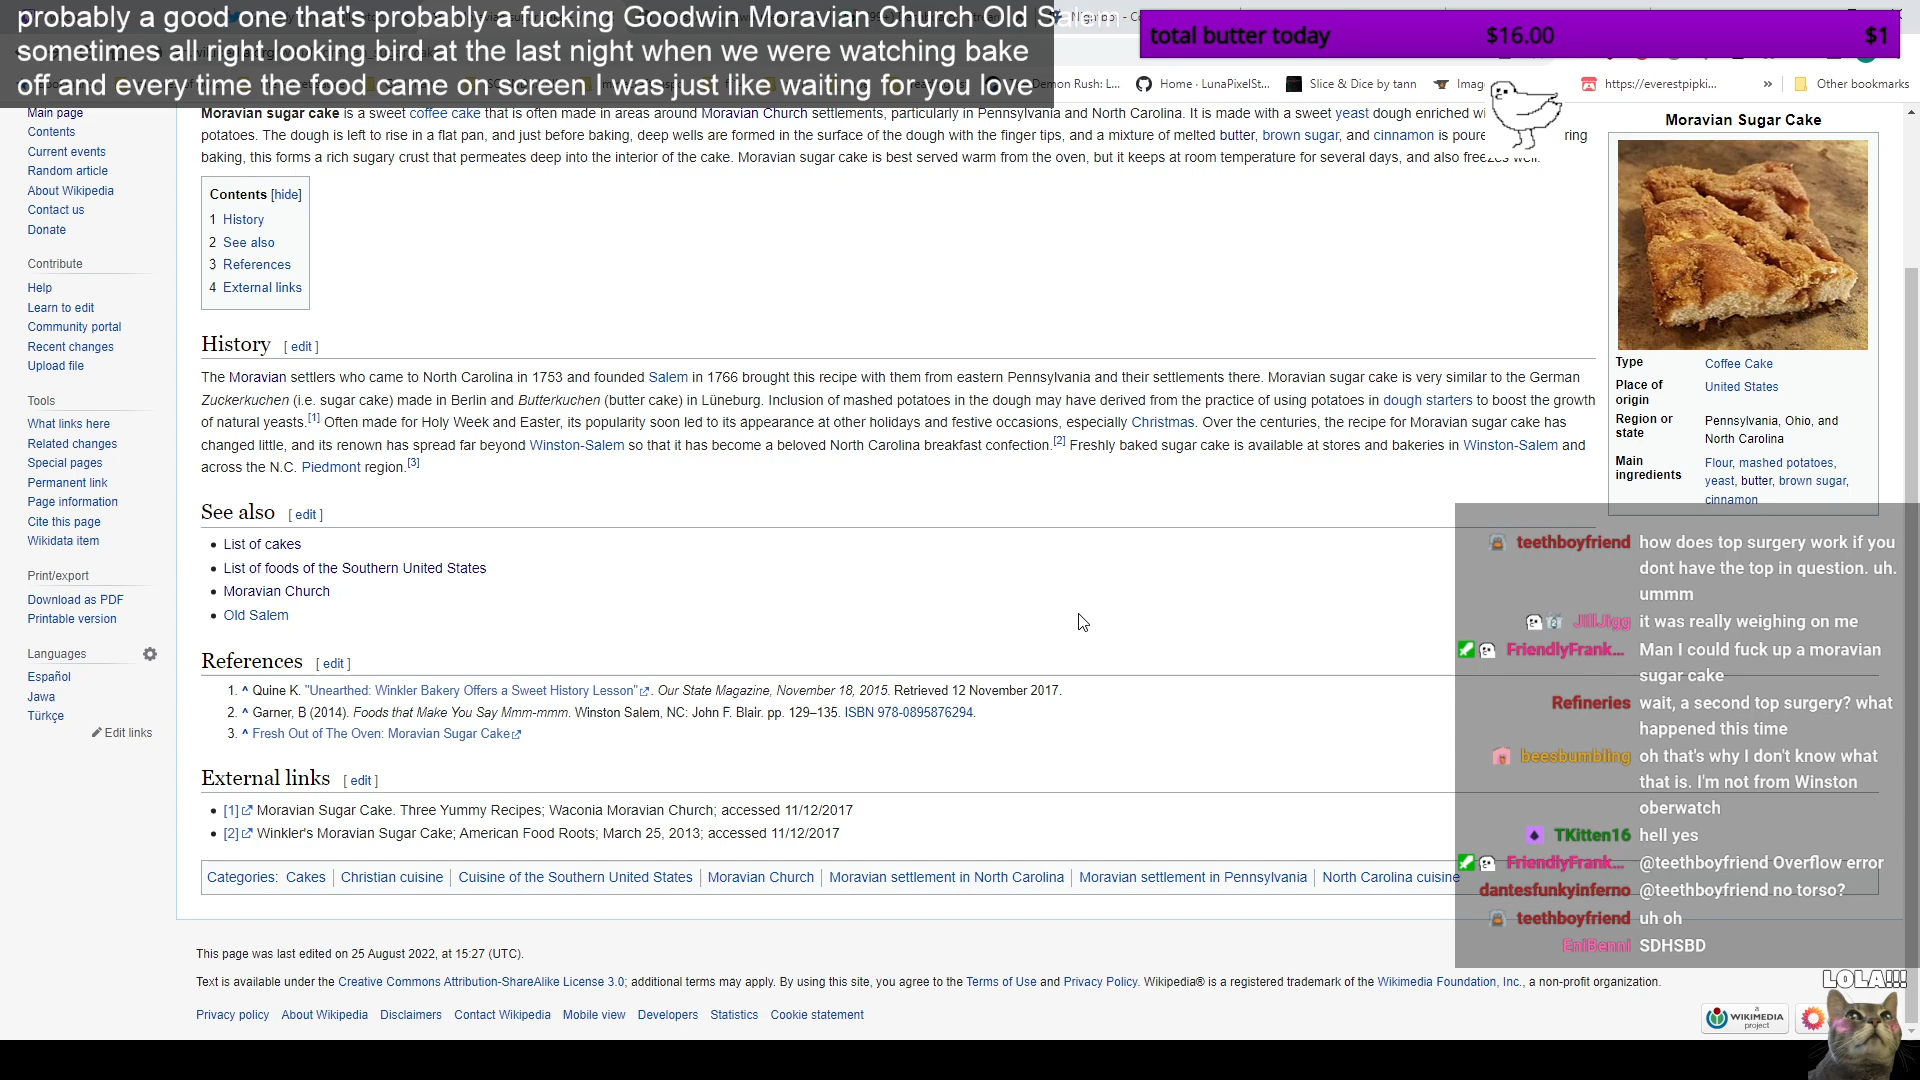 probably a good one that's probably a fucking Goodwin Moravian Church Old Salem
sometimes all right looking bird at the last night when we were watching bake
off and every time the food came on screen I was just like waiting for you love
total butter today $16.00 $1
Demon Rush: L...
Home · LunaPixelSt...
Slice & Dice by tann
Imag
https://everestpipki...
»
Other bookmarks
Main page
Contents
Current events
Random article
About Wikipedia
Contact us
Donate
Contribute
Help
Learn to edit
Community portal
Recent changes
Upload file
Tools
What links here
Related changes
Special pages
Permanent link
Page information
Cite this page
Wikidata item
Print/export
Download as PDF
Printable version
Languages
Español
Jawa
Türkçe
Edit links
Moravian sugar cake is a sweet coffee cake that is often made in areas around Moravian Church settlements, particularly in Pennsylvania and North Carolina. It is made with a sweet yeast dough enriched
potatoes. The dough is left to rise in a flat pan, and just before baking, deep wells are formed in the surface of the dough with the finger tips, and a mixture of melted butter, brown sugar, and cinnamon is poure ring
baking, this forms a rich sugary crust that permeates deep into the interior of the cake. Moravian sugar cake is best served warm from the oven, but it keeps at room temperature for several days, and also freezes well.
Contents [hide]
1 History
2 See also
3 References
4 External links
History [ edit ]
The Moravian settlers who came to North Carolina in 1753 and founded Salem in 1766 brought this recipe with them from eastern Pennsylvania and their settlements there. Moravian sugar cake is very similar to the German
Zuckerkuchen (i.e. sugar cake) made in Berlin and Butterkuchen (butter cake) in Lüneburg. Inclusion of mashed potatoes in the dough may have derived from the practice of using potatoes in dough starters to boost the growth
of natural yeasts.[1] Often made for Holy Week and Easter, its popularity soon led to its appearance at other holidays and festive occasions, especially Christmas. Over the centuries, the recipe for Moravian sugar cake has
changed little, and its renown has spread far beyond Winston-Salem so that it has become a beloved North Carolina breakfast confection.[2] Freshly baked sugar cake is available at stores and bakeries in Winston-Salem and
across the N.C. Piedmont region.[3]
See also [ edit ]
• List of cakes
• List of foods of the Southern United States
• Moravian Church
• Old Salem
References [ edit ]
1. ^ Quine K. "Unearthed: Winkler Bakery Offers a Sweet History Lesson". Our State Magazine, November 18, 2015. Retrieved 12 November 2017.
2. ^ Garner, B (2014). Foods that Make You Say Mmm-mmm. Winston Salem, NC: John F. Blair. pp. 129–135. ISBN 978-0895876294.
3. ^ Fresh Out of The Oven: Moravian Sugar Cake
External links [ edit ]
• [1] Moravian Sugar Cake. Three Yummy Recipes; Waconia Moravian Church; accessed 11/12/2017
• [2] Winkler's Moravian Sugar Cake; American Food Roots; March 25, 2013; accessed 11/12/2017
Categories: Cakes | Christian cuisine | Cuisine of the Southern United States | Moravian Church | Moravian settlement in North Carolina | Moravian settlement in Pennsylvania | North Carolina cuisine
Moravian Sugar Cake
Type Coffee Cake
Place of origin United States
Region or state Pennsylvania, Ohio, and North Carolina
Main ingredients Flour, mashed potatoes, yeast, butter, brown sugar, cinnamon
teethboyfriend how does top surgery work if you
dont have the top in question. uh.
ummm
JillJigg it was really weighing on me
FriendlyFrank... Man I could fuck up a moravian
sugar cake
Refineries wait, a second top surgery? what
happened this time
beesbumbling oh that's why I don't know what
that is. I'm not from Winston
oberwatch
TKitten16 hell yes
FriendlyFrank... @teethboyfriend Overflow error
dantesfunkyinferno @teethboyfriend no torso?
teethboyfriend uh oh
EniBenni SDHSBD
This page was last edited on 25 August 2022, at 15:27 (UTC).
Text is available under the Creative Commons Attribution-ShareAlike License 3.0; additional terms may apply. By using this site, you agree to the Terms of Use and Privacy Policy. Wikipedia® is a registered trademark of the Wikimedia Foundation, Inc., a non-profit organization.
Privacy policy About Wikipedia Disclaimers Contact Wikipedia Mobile view Developers Statistics Cookie statement
a WIKIMEDIA project
LOLA!!!